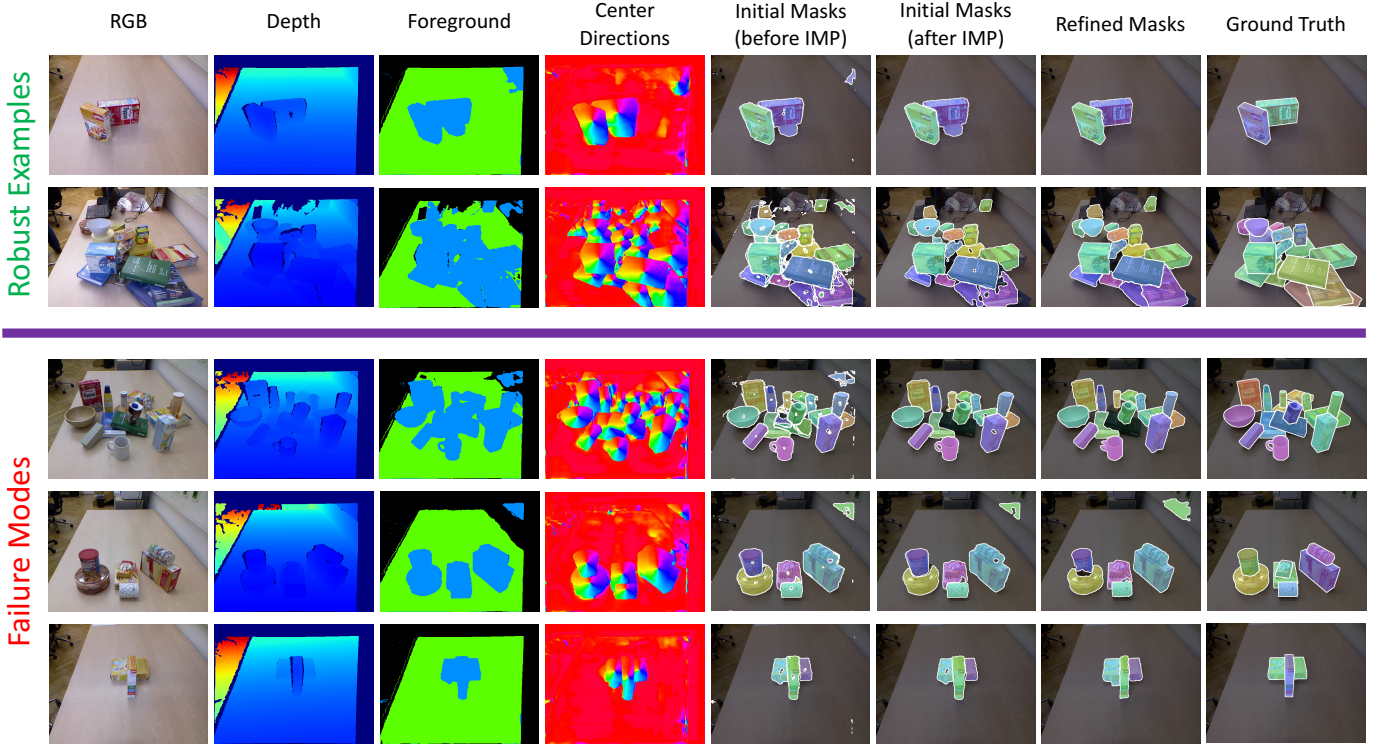 RGB
Depth
Foreground
Center
Directions
Initial Masks
(before IMP)
Initial Masks
(after IMP)
Refined Masks
Ground Truth
Robust Examples
Failure Modes